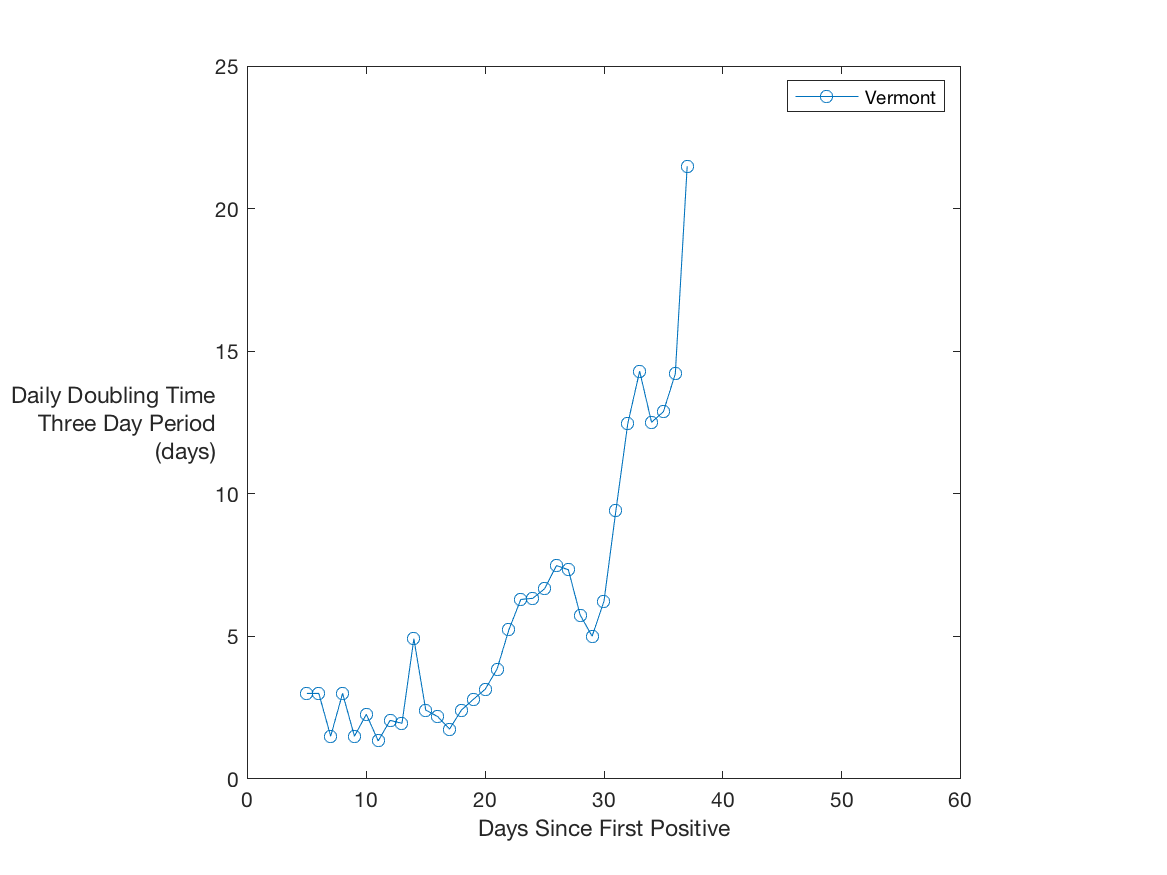 25
20
15
10
5
0
Daily Doubling Time
Three Day Period
(days)
Vermont
0 10 20 30 40 50 60
Days Since First Positive